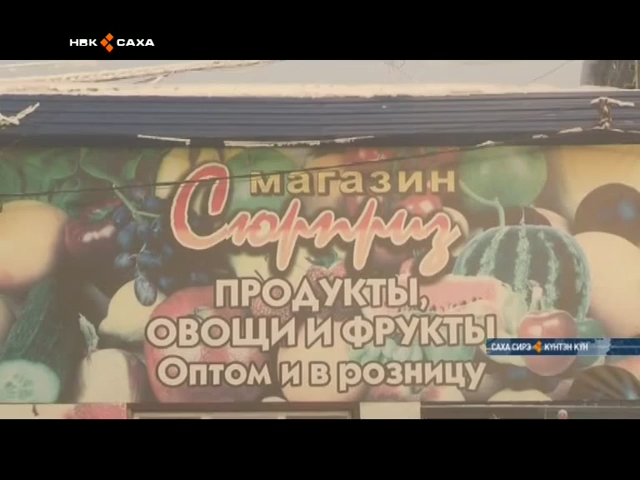 НВК САХА
магазин
Сюрприз
ПРОДУКТЫ,
ОВОЩИ И ФРУКТЫ
Оптом и в розницу
САХА СИРЭ КҮНТЭН КҮН